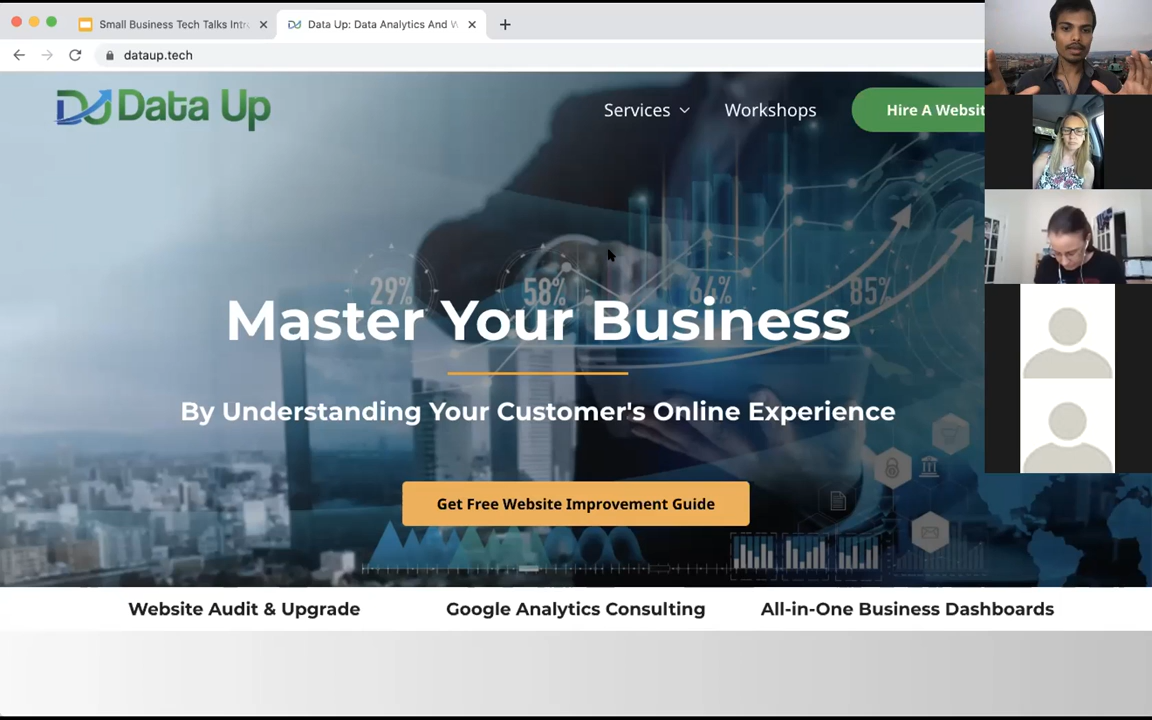 Small Business Tech Talks Intr
Data Up: Data Analytics And W
dataup.tech
Data Up
Services
Workshops
Hire A Websit
29%
58%
64%
85%
Master Your Business
By Understanding Your Customer's Online Experience
Get Free Website Improvement Guide
Website Audit & Upgrade
Google Analytics Consulting
All-in-One Business Dashboards